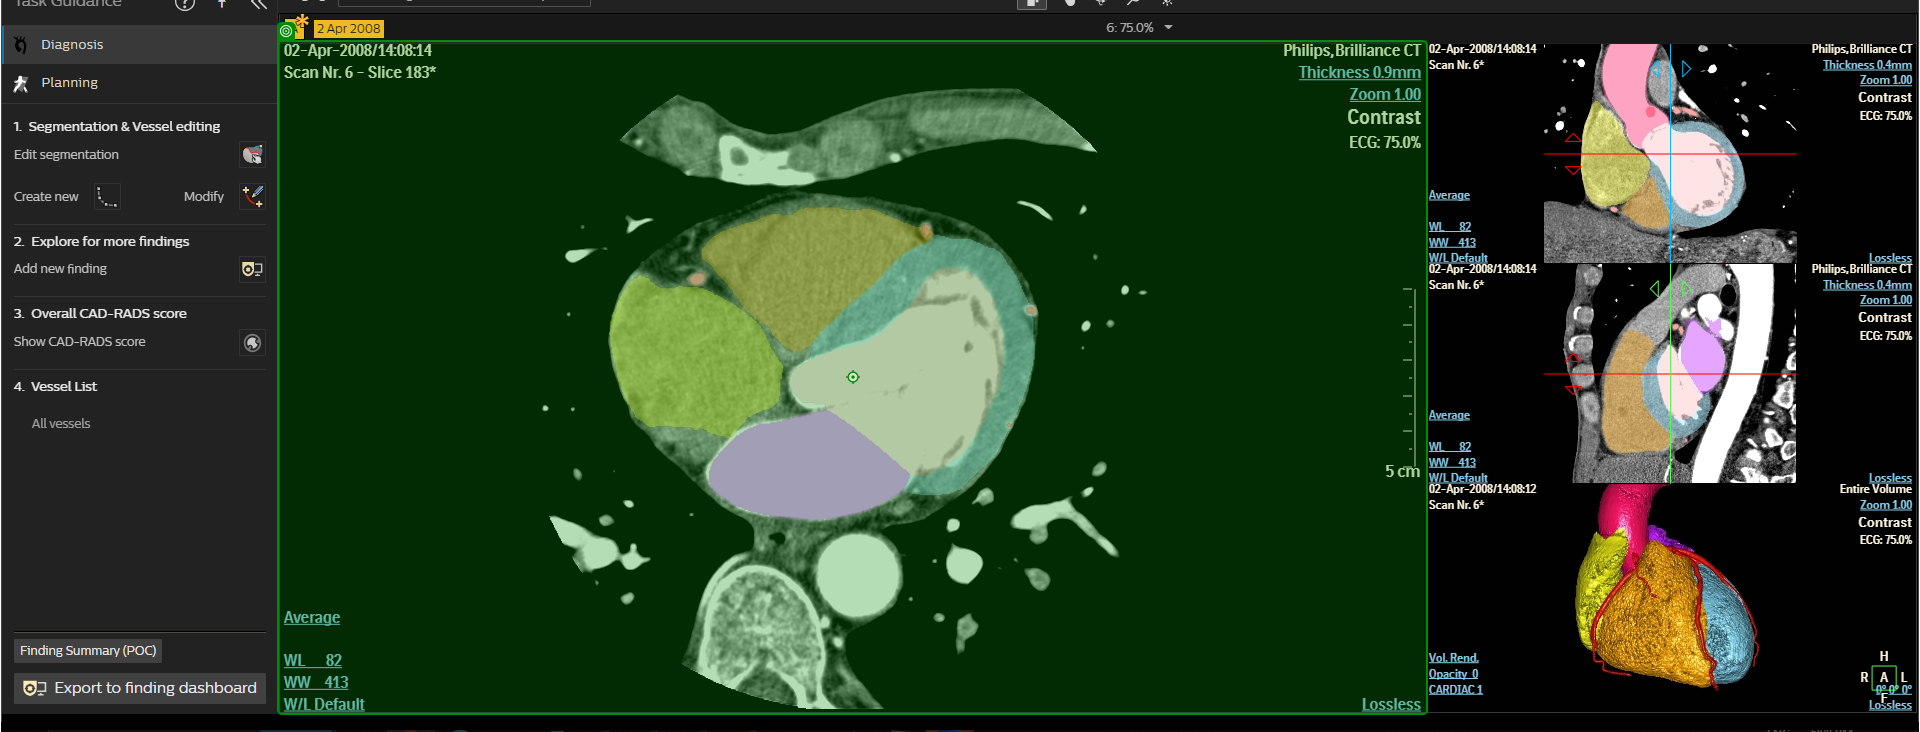 Task Guidance
Diagnosis
Planning
1. Segmentation & Vessel editing
Edit segmentation
Create new
Modify
2. Explore for more findings
Add new finding
3. Overall CAD-RADS score
Show CAD-RADS score
4. Vessel List
All vessels
Finding Summary (POC)
Export to finding dashboard
2 Apr 2008
6: 75.0%
02-Apr-2008/14:08:14
Scan Nr. 6 - Slice 183*
Philips,Brilliance CT
Thickness 0.9mm
Zoom 1.00
Contrast
ECG: 75.0%
5 cm
Average
WL 82
WW 413
W/L Default
Lossless
02-Apr-2008/14:08:14
Scan Nr. 6*
Philips,Brilliance CT
Thickness 0.4mm
Zoom 1.00
Contrast
ECG: 75.0%
Average
WL 82
WW 413
W/L Default
Lossless
02-Apr-2008/14:08:14
Scan Nr. 6*
Philips,Brilliance CT
Thickness 0.4mm
Zoom 1.00
Contrast
ECG: 75.0%
Average
WL 82
WW 413
W/L Default
Lossless
02-Apr-2008/14:08:12
Scan Nr. 6*
Entire Volume
Zoom 1.00
Contrast
ECG: 75.0%
Vol. Rend.
Opacity 0
CARDIAC 1
H
R A L
F
0° 0° 0°
Lossless